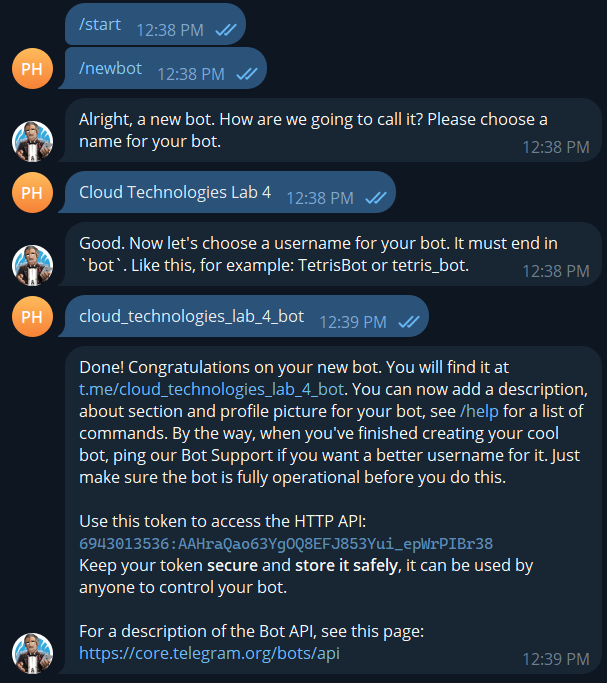 /start 12:38 PM
PH
/newbot 12:38 PM
Alright, a new bot. How are we going to call it? Please choose a
name for your bot.
12:38 PM
PH
Cloud Technologies Lab 4 12:38 PM
Good. Now let's choose a username for your bot. It must end in
`bot`. Like this, for example: TetrisBot or tetris_bot.
12:38 PM
PH
cloud_technologies_lab_4_bot 12:39 PM
Done! Congratulations on your new bot. You will find it at
t.me/cloud_technologies_lab_4_bot. You can now add a description,
about section and profile picture for your bot, see /help for a list of
commands. By the way, when you've finished creating your cool
bot, ping our Bot Support if you want a better username for it. Just
make sure the bot is fully operational before you do this.
Use this token to access the HTTP API:
6943013536:AAHraQao63YgOQ8EFJ853Yui_epWrPIBr38
Keep your token secure and store it safely, it can be used by
anyone to control your bot.
For a description of the Bot API, see this page:
https://core.telegram.org/bots/api
12:39 PM